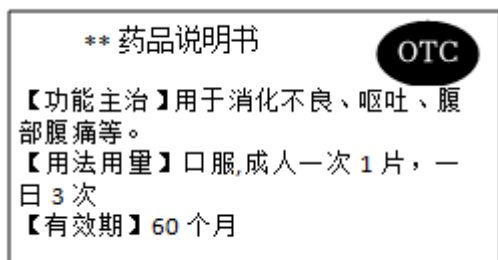 ** 药品说明书
OTC
【功能主治】用于消化不良、呕吐、腹
部腹痛等。
【用法用量】口服,成人一次 1 片，一
日 3 次
【有效期】60 个月